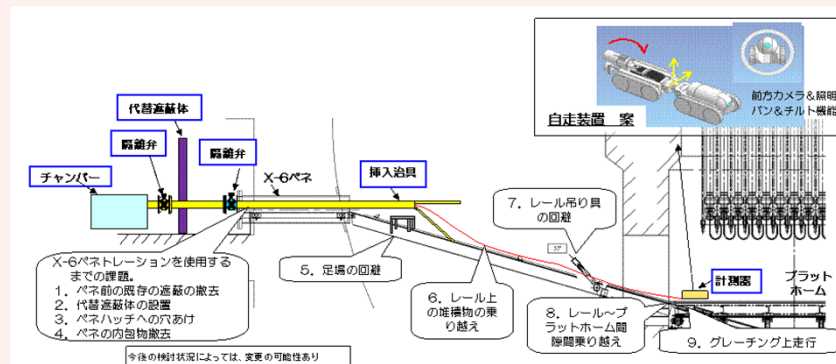 前方カメラ&照明
パン&チルト機能
自走装置 案
代替遮蔽体
隔離弁
隔離弁
チャンバー
X-6ペネ
挿入治具
7. レール吊り具
の回避
37°
X-6ペネトレーションを使用する
までの課題。
1. ペネ前の既存の遮蔽の撤去
2. 代替遮蔽体の設置
3. ペネハッチへの穴あけ
4. ペネの内包物撤去
5. 足場の回避
6. レール上
の堆積物の乗
り越え
計測器
プラット
ホーム
8. レール~プ
ラットホーム間
隙間乗り越え
9. グレーチング上走行
今後の検討状況によっては、変更の可能性あり